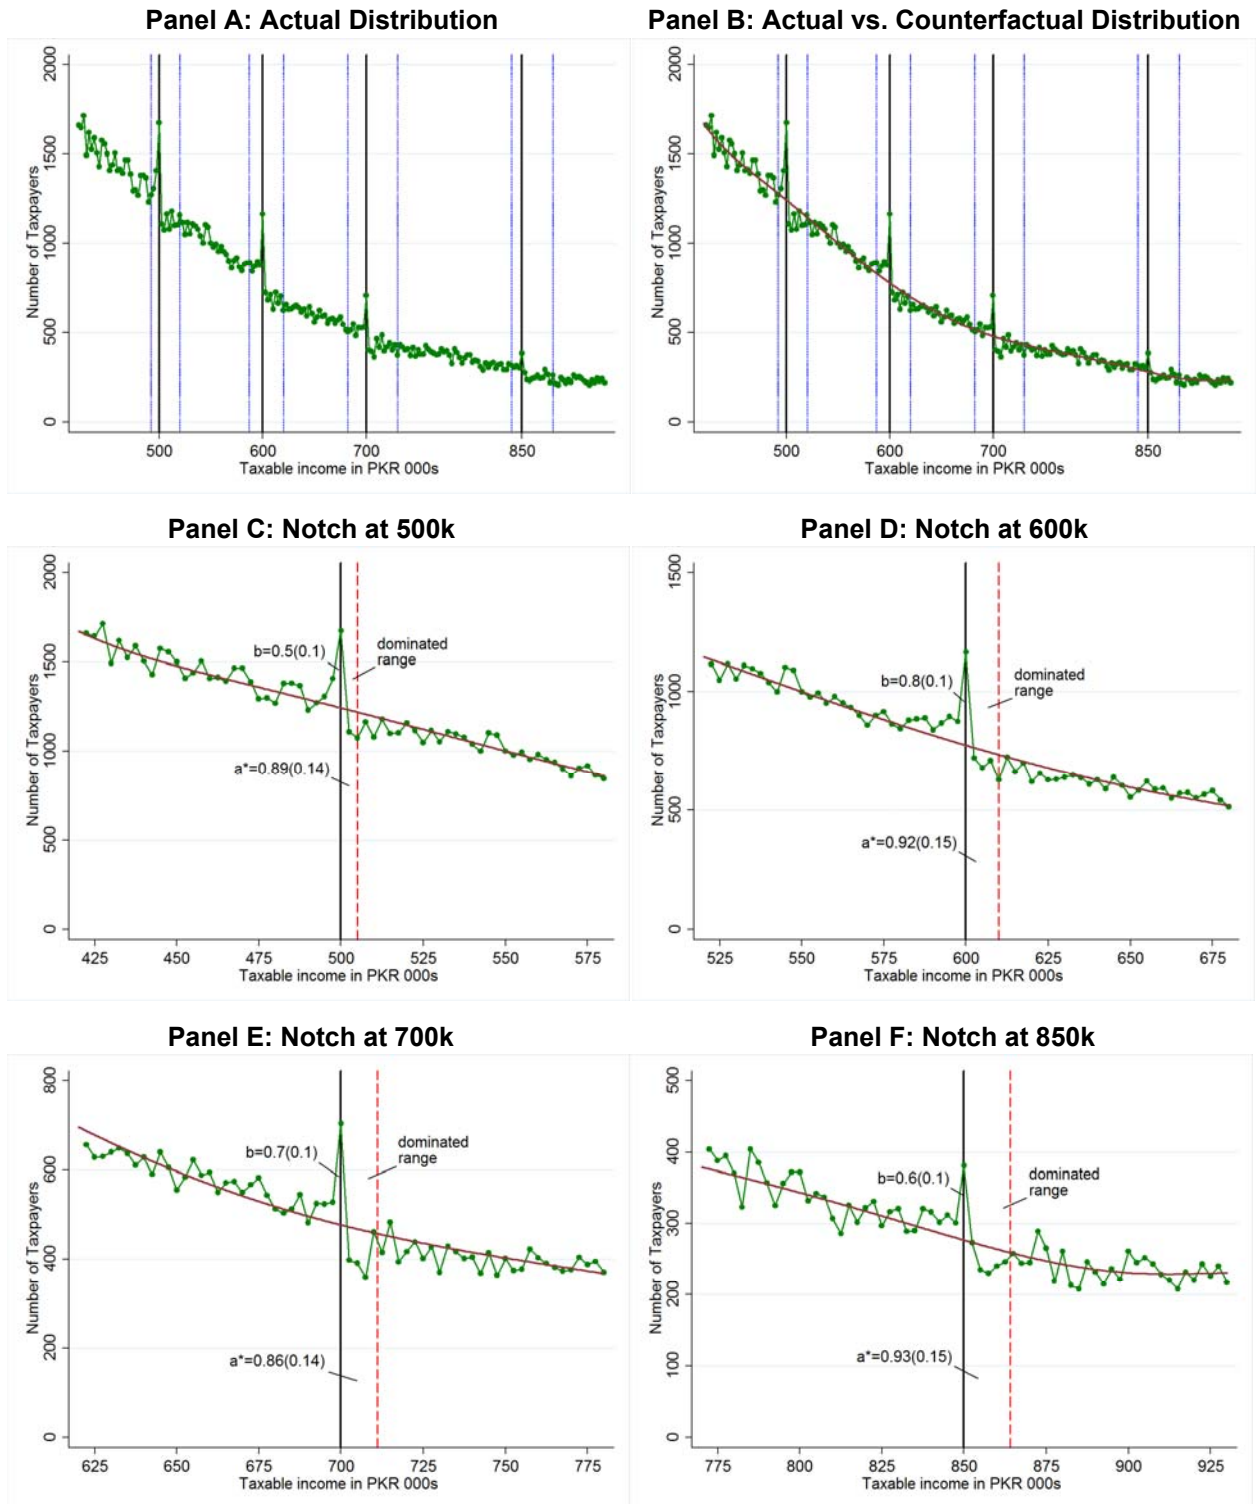 Panel A: Actual Distribution
Number of Taxpayers
2000
1500
1000
500
0
500 600 700 850
Taxable income in PKR 000s
Panel B: Actual vs. Counterfactual Distribution
Number of Taxpayers
2000
1500
1000
500
0
500 600 700 850
Taxable income in PKR 000s
Panel C: Notch at 500k
Number of Taxpayers
2000
1500
1000
500
0
b=0.5(0.1)
dominated
range
a*=0.89(0.14)
425 450 475 500 525 550 575
Taxable income in PKR 000s
Panel D: Notch at 600k
Number of Taxpayers
1500
1000
500
0
b=0.8(0.1)
dominated
range
a*=0.92(0.15)
525 550 575 600 625 650 675
Taxable income in PKR 000s
Panel E: Notch at 700k
Number of Taxpayers
800
600
400
200
0
b=0.7(0.1)
dominated
range
a*=0.86(0.14)
625 650 675 700 725 750 775
Taxable income in PKR 000s
Panel F: Notch at 850k
Number of Taxpayers
500
400
300
200
100
0
b=0.6(0.1)
dominated
range
a*=0.93(0.15)
775 800 825 850 875 900 925
Taxable income in PKR 000s